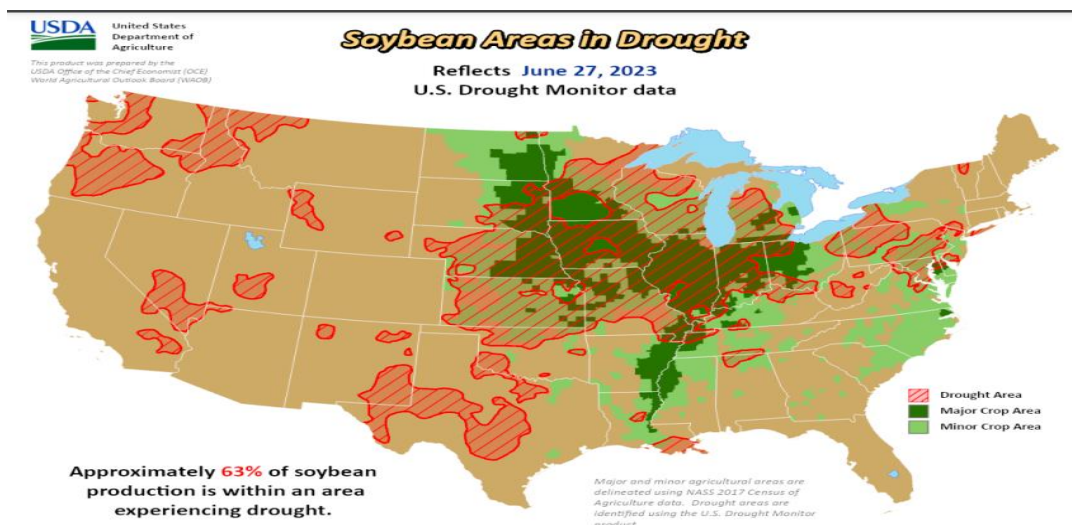 USDA
United States
Department of
Agriculture
This product was prepared by the
USDA Office of the Chief Economist (OCE)
World Agricultural Outlook Board (WAOB)
Soybean Areas in Drought
Reflects June 27, 2023
U.S. Drought Monitor data
Drought Area
Major Crop Area
Minor Crop Area
Approximately 63% of soybean
production is within an area
experiencing drought.
Major and minor agricultural areas are
delineated using NASS 2017 Census of
Agriculture data. Drought areas are
identified using the U.S. Drought Monitor
product.